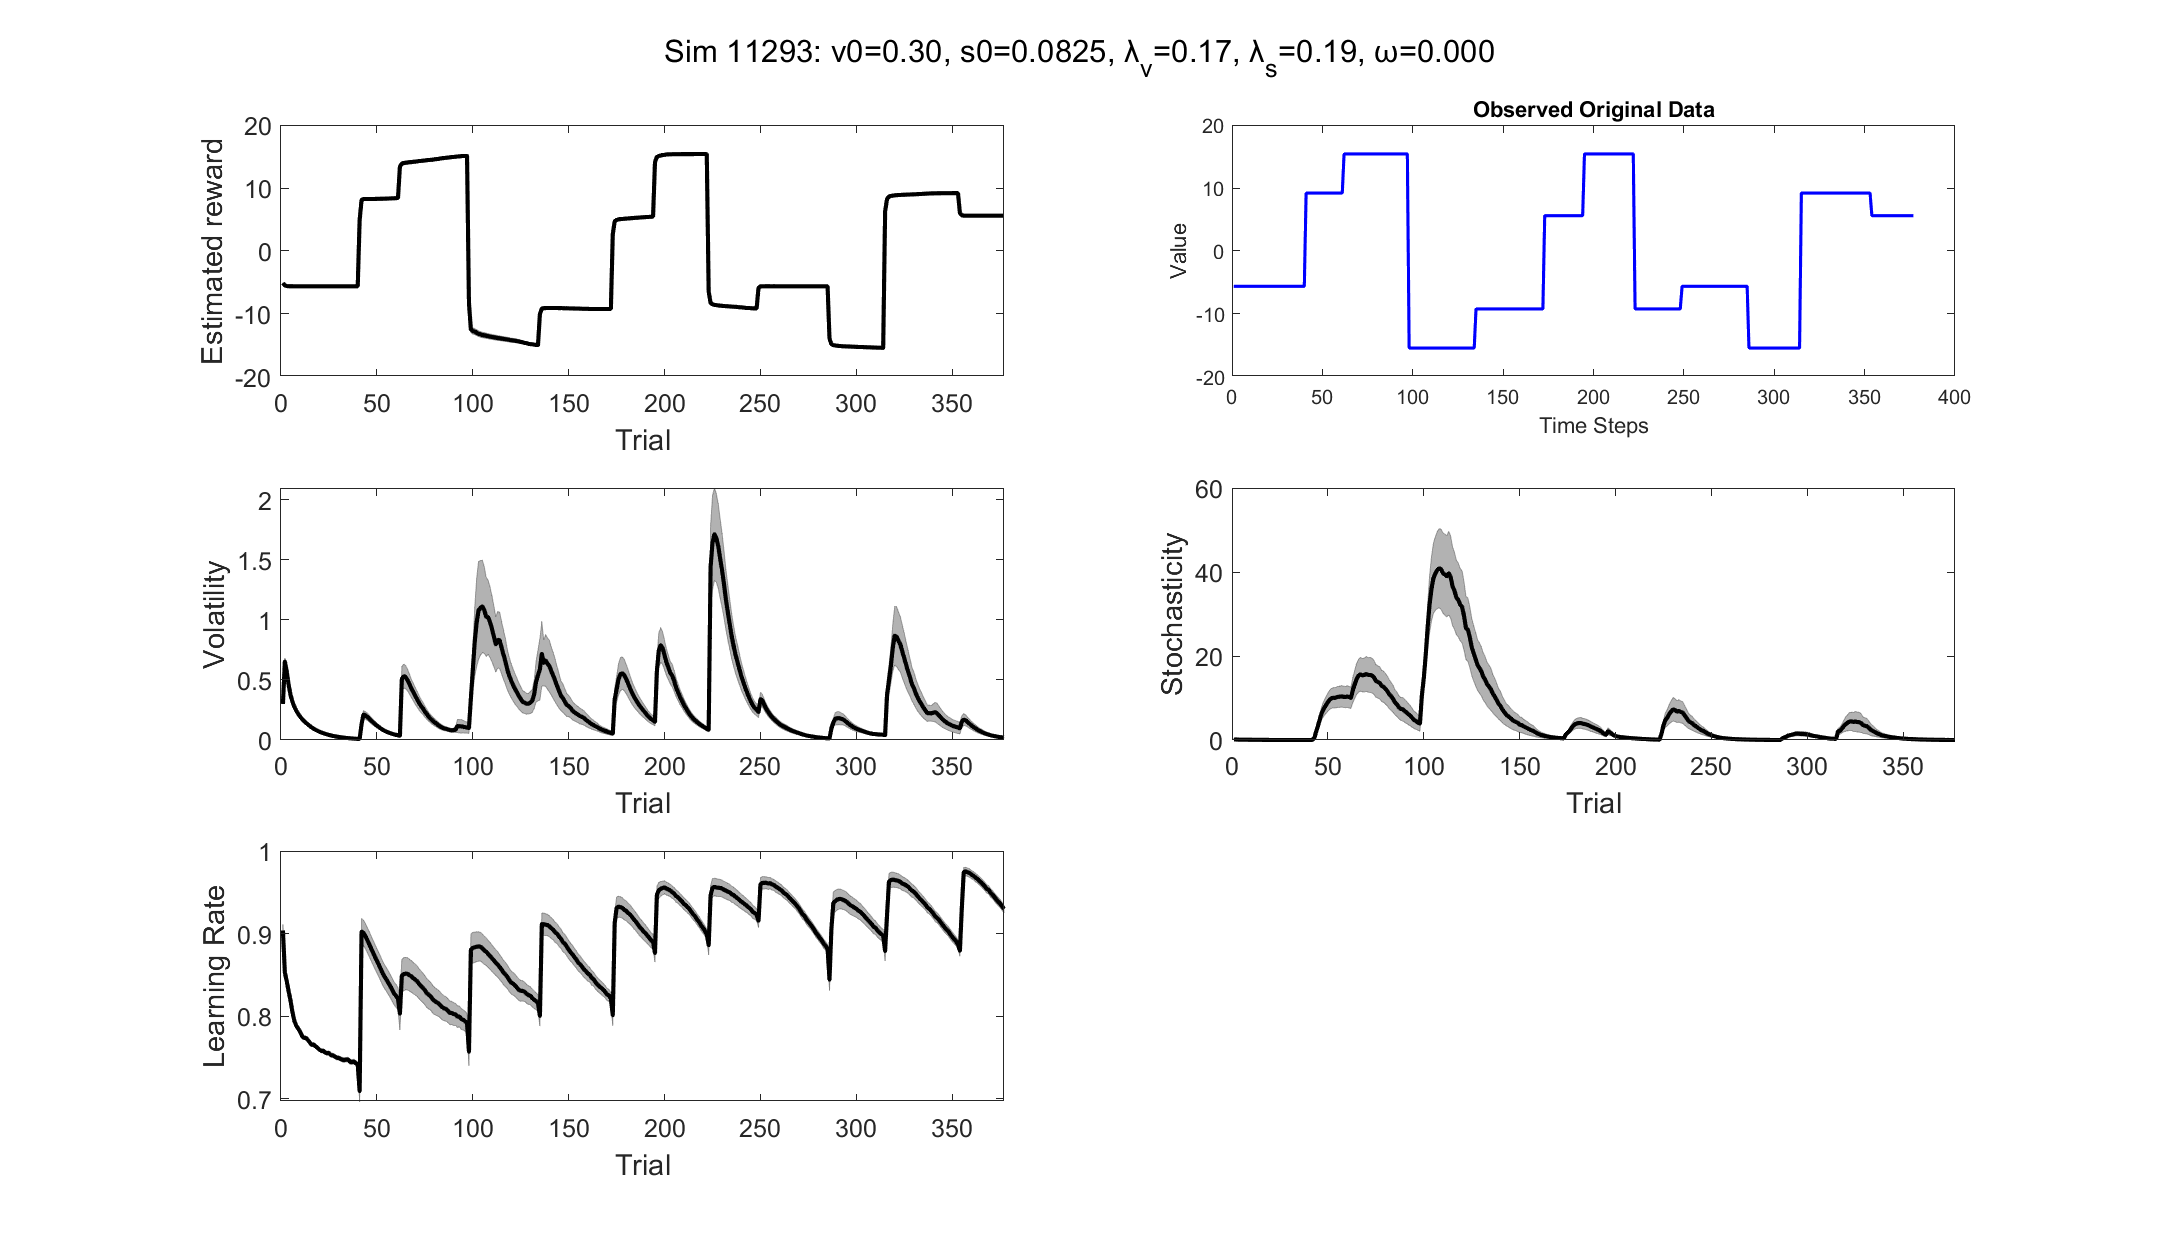 Sim 11293: v0=0.30, s0=0.0825, λv=0.17, λs=0.19, ω=0.000
Estimated reward
20
10
0
-10
-20
0 50 100 150 200 250 300 350
Trial
Observed Original Data
Value
20
10
0
-10
-20
0 50 100 150 200 250 300 350 400
Time Steps
Volatility
2
1.5
1
0.5
0
0 50 100 150 200 250 300 350
Trial
Stochasticity
60
40
20
0
0 50 100 150 200 250 300 350
Trial
Learning Rate
1
0.9
0.8
0.7
0 50 100 150 200 250 300 350
Trial